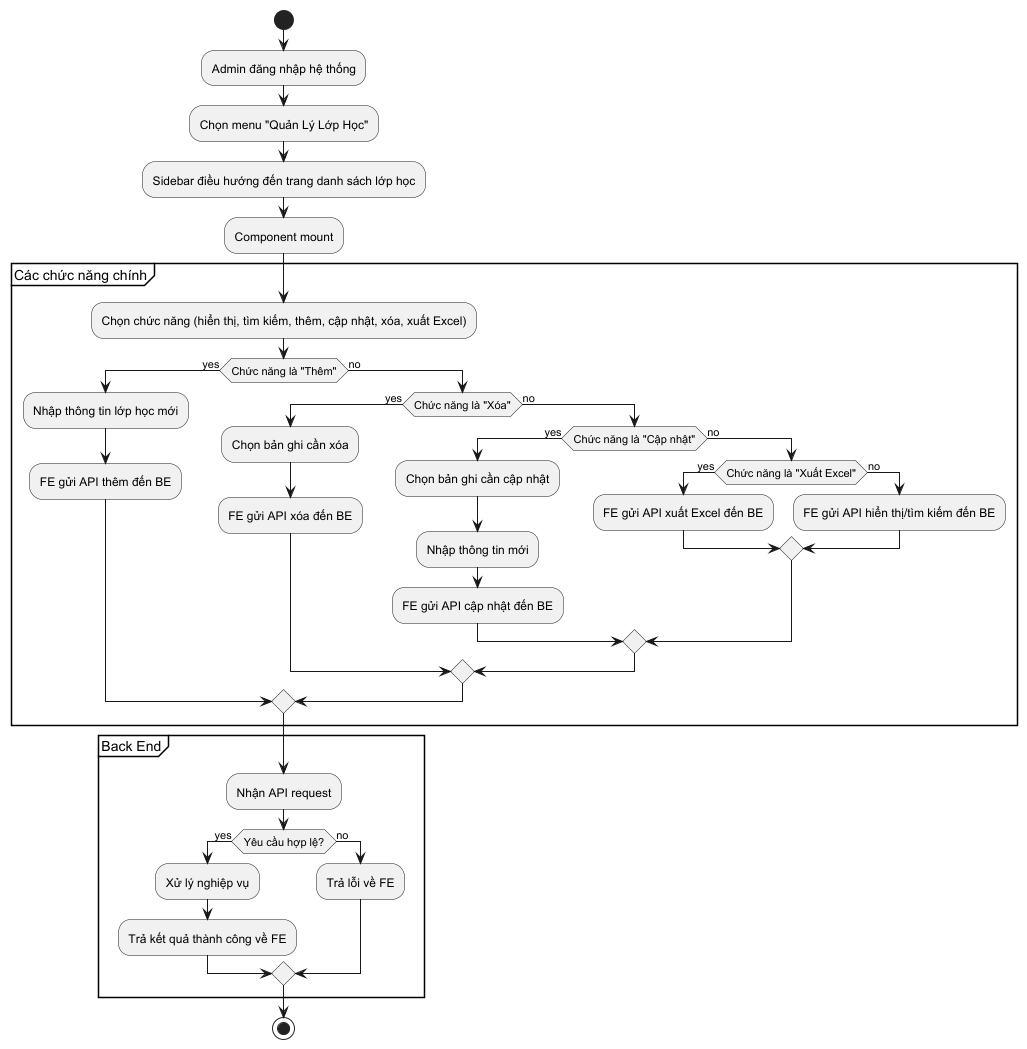 Admin đăng nhập hệ thống
Chọn menu "Quản Lý Lớp Học"
Sidebar điều hướng đến trang danh sách lớp học
Component mount
Các chức năng chính
Chọn chức năng (hiển thị, tìm kiếm, thêm, cập nhật, xóa, xuất Excel)
yes
Chức năng là "Thêm"
no
Nhập thông tin lớp học mới
FE gửi API thêm đến BE
yes
Chức năng là "Xóa"
no
Chọn bản ghi cần xóa
FE gửi API xóa đến BE
yes
Chức năng là "Cập nhật"
no
Chọn bản ghi cần cập nhật
Nhập thông tin mới
FE gửi API cập nhật đến BE
yes
Chức năng là "Xuất Excel"
no
FE gửi API xuất Excel đến BE
FE gửi API hiển thị/tìm kiếm đến BE
Back End
Nhận API request
yes
Yêu cầu hợp lệ?
no
Xử lý nghiệp vụ
Trả kết quả thành công về FE
Trả lỗi về FE